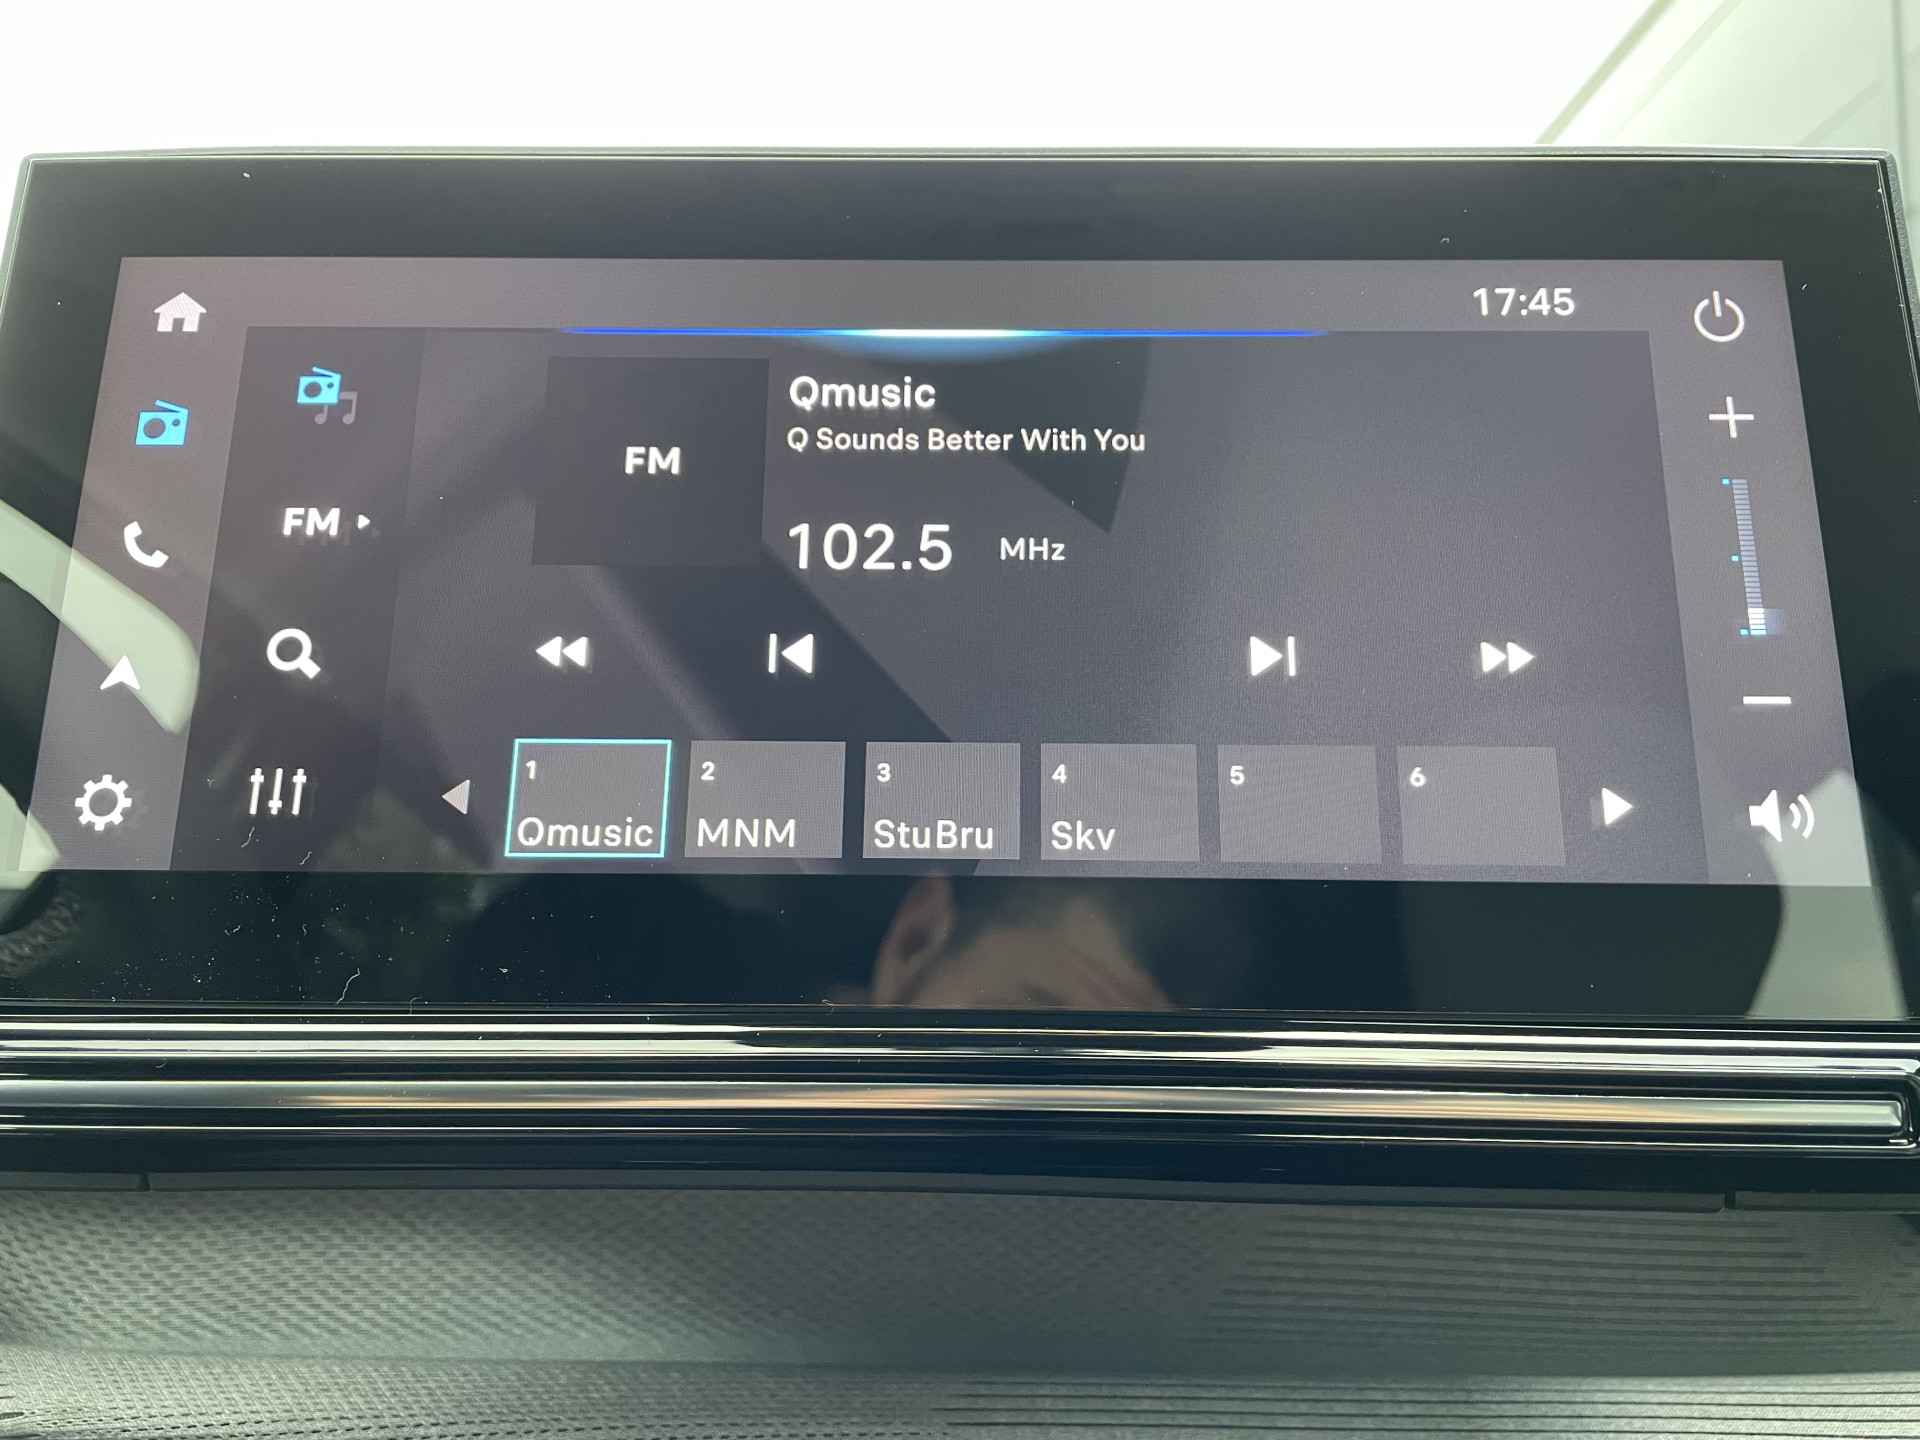 17:45
Qmusic
Q Sounds Better With You
FM
FM
102.5 MHz
1 2 3 4 5 6
Qmusic MNM StuBru Skv